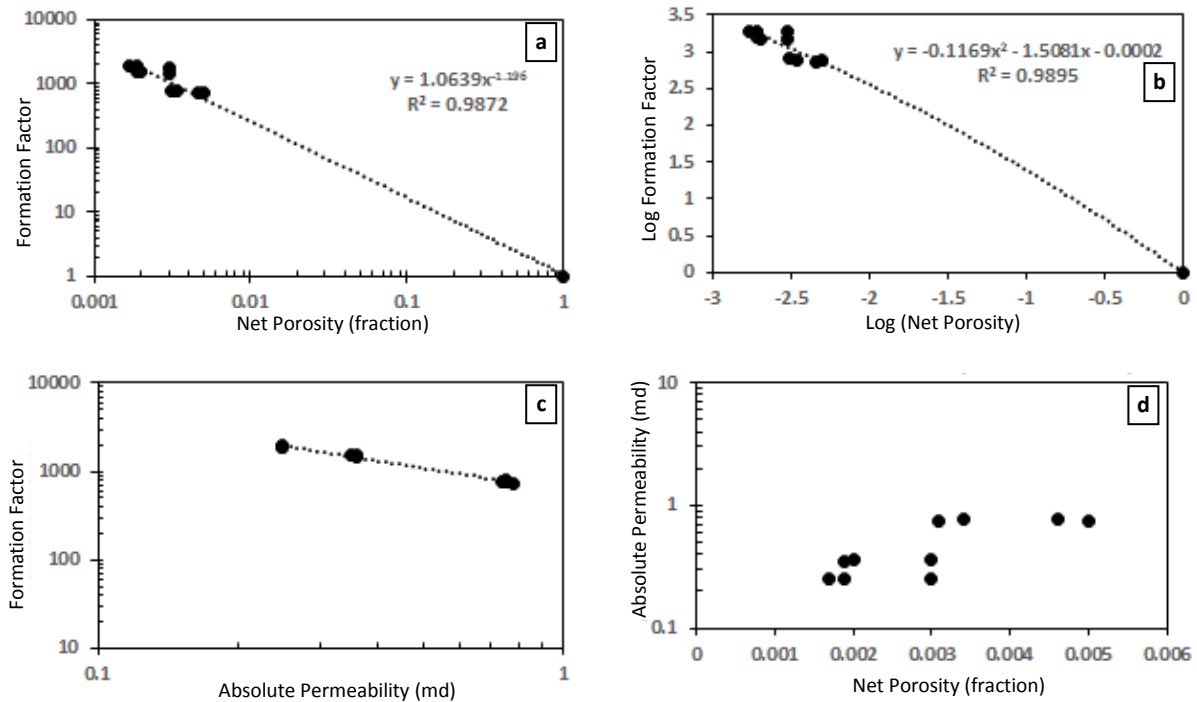 10000
1000
100
10
1
Formation Factor
a
y = 1.0639x^-1.196
R² = 0.9872
0.001 0.01 0.1 1
Net Porosity (fraction)
3.5
3
2.5
2
1.5
1
0.5
0
Log Formation Factor
y = -0.1169x² - 1.5081x - 0.0002
R² = 0.9895
b
-3 -2.5 -2 -1.5 -1 -0.5 0
Log (Net Porosity)
10000
1000
100
10
Formation Factor
c
0.1 1
Absolute Permeability (md)
10
1
0.1
Absolute Permeability (md)
d
0 0.001 0.002 0.003 0.004 0.005 0.006
Net Porosity (fraction)